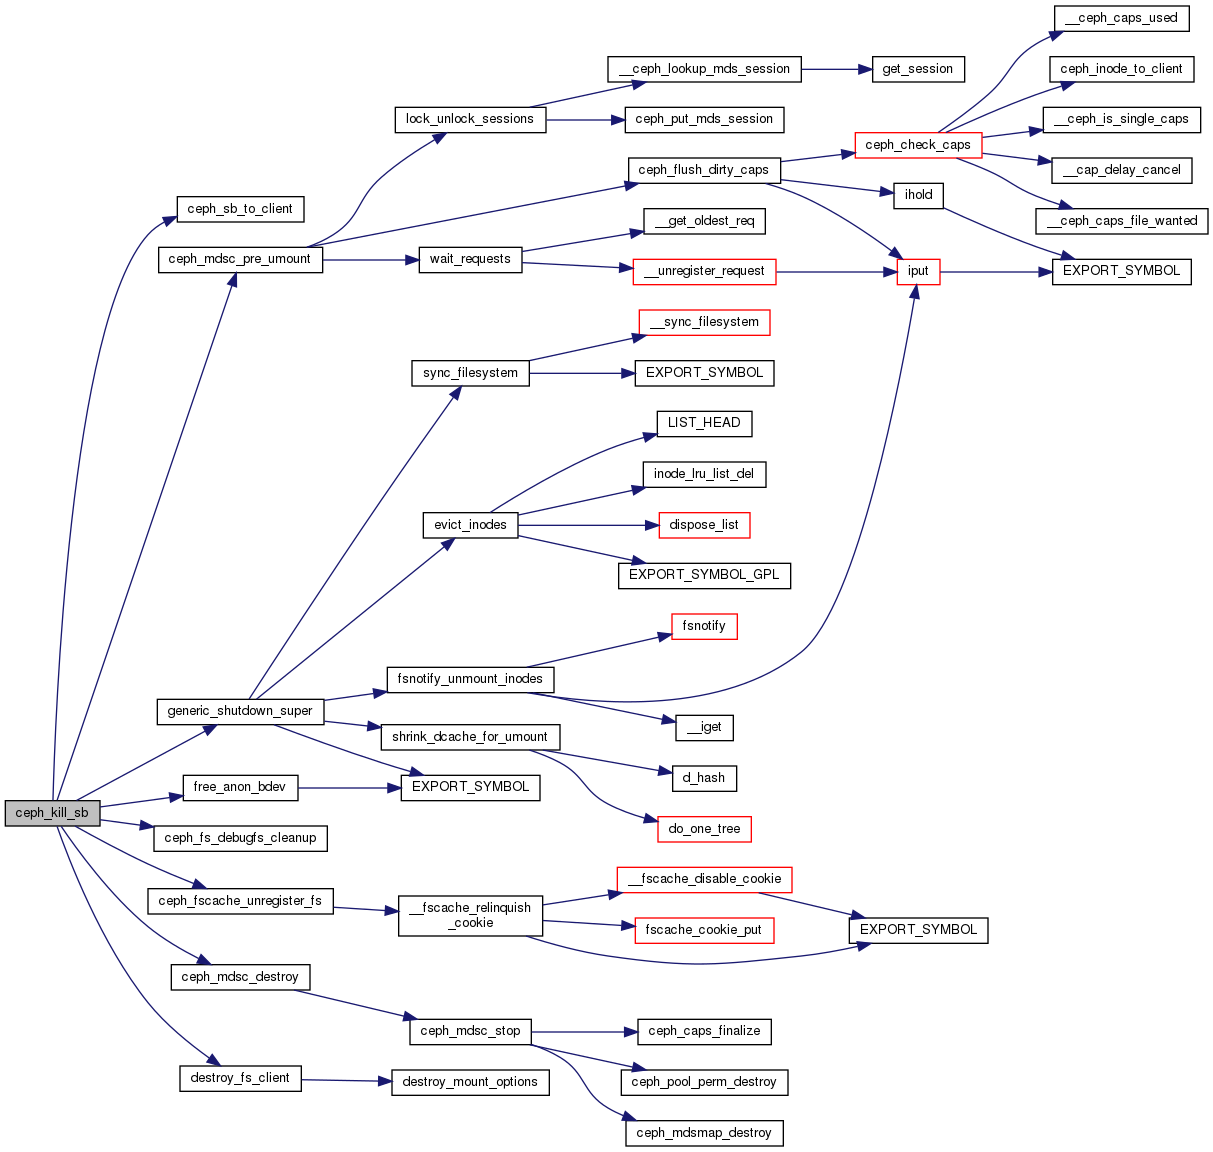 __ceph_caps_used
__ceph_lookup_mds_session
get_session
ceph_inode_to_client
lock_unlock_sessions
ceph_put_mds_session
__ceph_is_single_caps
ceph_check_caps
ceph_flush_dirty_caps
__cap_delay_cancel
ihold
ceph_sb_to_client
__get_oldest_req
__ceph_caps_file_wanted
ceph_mdsc_pre_umount
wait_requests
__unregister_request
iput
EXPORT_SYMBOL
__sync_filesystem
sync_filesystem
EXPORT_SYMBOL
LIST_HEAD
inode_lru_list_del
evict_inodes
dispose_list
EXPORT_SYMBOL_GPL
fsnotify
fsnotify_unmount_inodes
generic_shutdown_super
__iget
shrink_dcache_for_umount
d_hash
free_anon_bdev
EXPORT_SYMBOL
ceph_kill_sb
do_one_tree
ceph_fs_debugfs_cleanup
__fscache_disable_cookie
ceph_fscache_unregister_fs
__fscache_relinquish
_cookie
fscache_cookie_put
EXPORT_SYMBOL
ceph_mdsc_destroy
ceph_mdsc_stop
ceph_caps_finalize
destroy_fs_client
destroy_mount_options
ceph_pool_perm_destroy
ceph_mdsmap_destroy